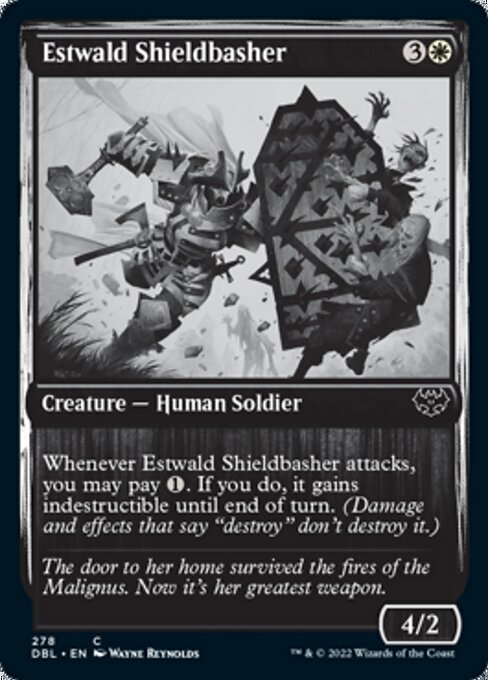 Estwald Shieldbasher 3
Creature — Human Soldier
Whenever Estwald Shieldbasher attacks,
you may pay 1. If you do, it gains
indestructible until end of turn. (Damage
and effects that say “destroy” don’t destroy it.)
The door to her home survived the fires of the
Malignus. Now it’s her greatest weapon.
4/2
278 C
DBL • EN Wayne Reynolds
™ & © 2022 Wizards of the Coast